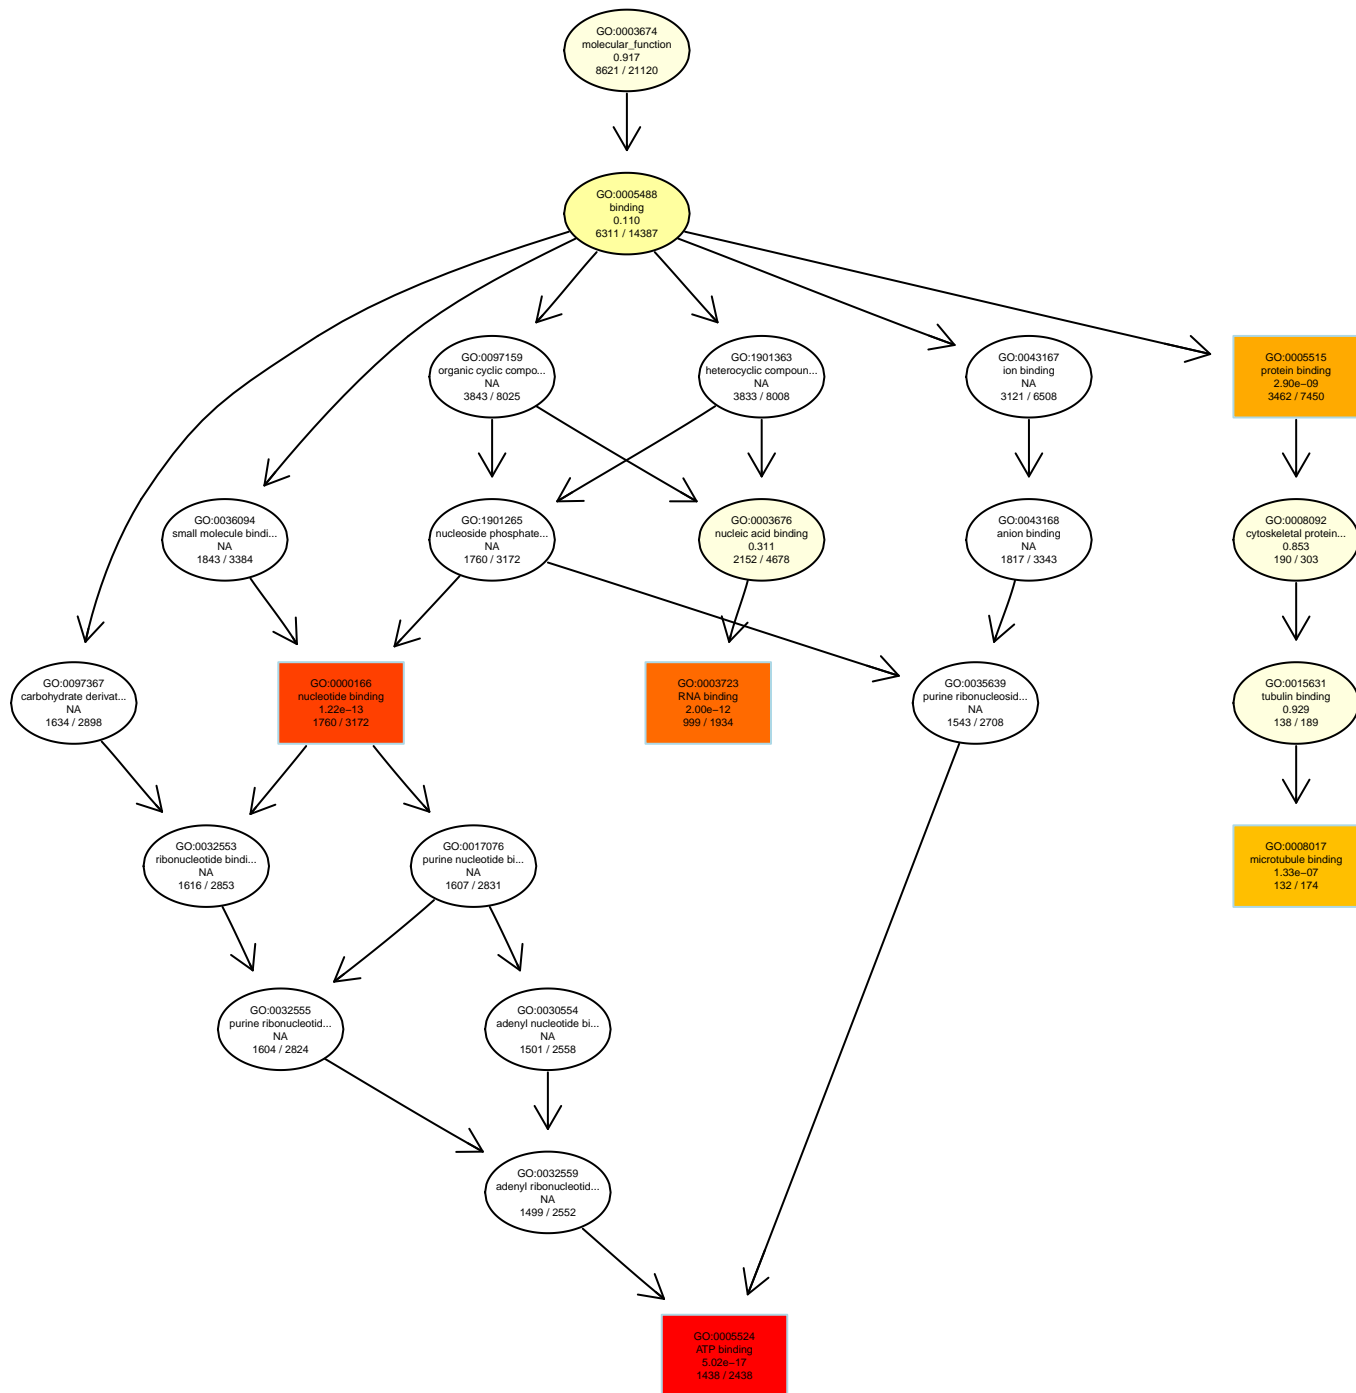 GO:0003674
molecular_function
0.917
8621 / 21120
GO:0005488
binding
0.110
6311 / 14387
GO:0097159
organic cyclic compo...
NA
3843 / 8025
GO:1901363
heterocyclic compoun...
NA
3833 / 8008
GO:0043167
ion binding
NA
3121 / 6508
GO:0005515
protein binding
2.90e−09
3462 / 7450
GO:0036094
small molecule bindi...
NA
1843 / 3384
GO:1901265
nucleoside phosphate...
NA
1760 / 3172
GO:0003676
nucleic acid binding
0.311
2152 / 4678
GO:0043168
anion binding
NA
1817 / 3343
GO:0008092
cytoskeletal protein...
0.853
190 / 303
GO:0097367
carbohydrate derivat...
NA
1634 / 2898
GO:0000166
nucleotide binding
1.22e−13
1760 / 3172
GO:0003723
RNA binding
2.00e−12
999 / 1934
GO:0035639
purine ribonucleosid...
NA
1543 / 2708
GO:0015631
tubulin binding
0.929
138 / 189
GO:0032553
ribonucleotide bindi...
NA
1616 / 2853
GO:0017076
purine nucleotide bi...
NA
1607 / 2831
GO:0008017
microtubule binding
1.33e−07
132 / 174
GO:0032555
purine ribonucleotid...
NA
1604 / 2824
GO:0030554
adenyl nucleotide bi...
NA
1501 / 2558
GO:0032559
adenyl ribonucleotid...
NA
1499 / 2552
GO:0005524
ATP binding
5.02e−17
1438 / 2438